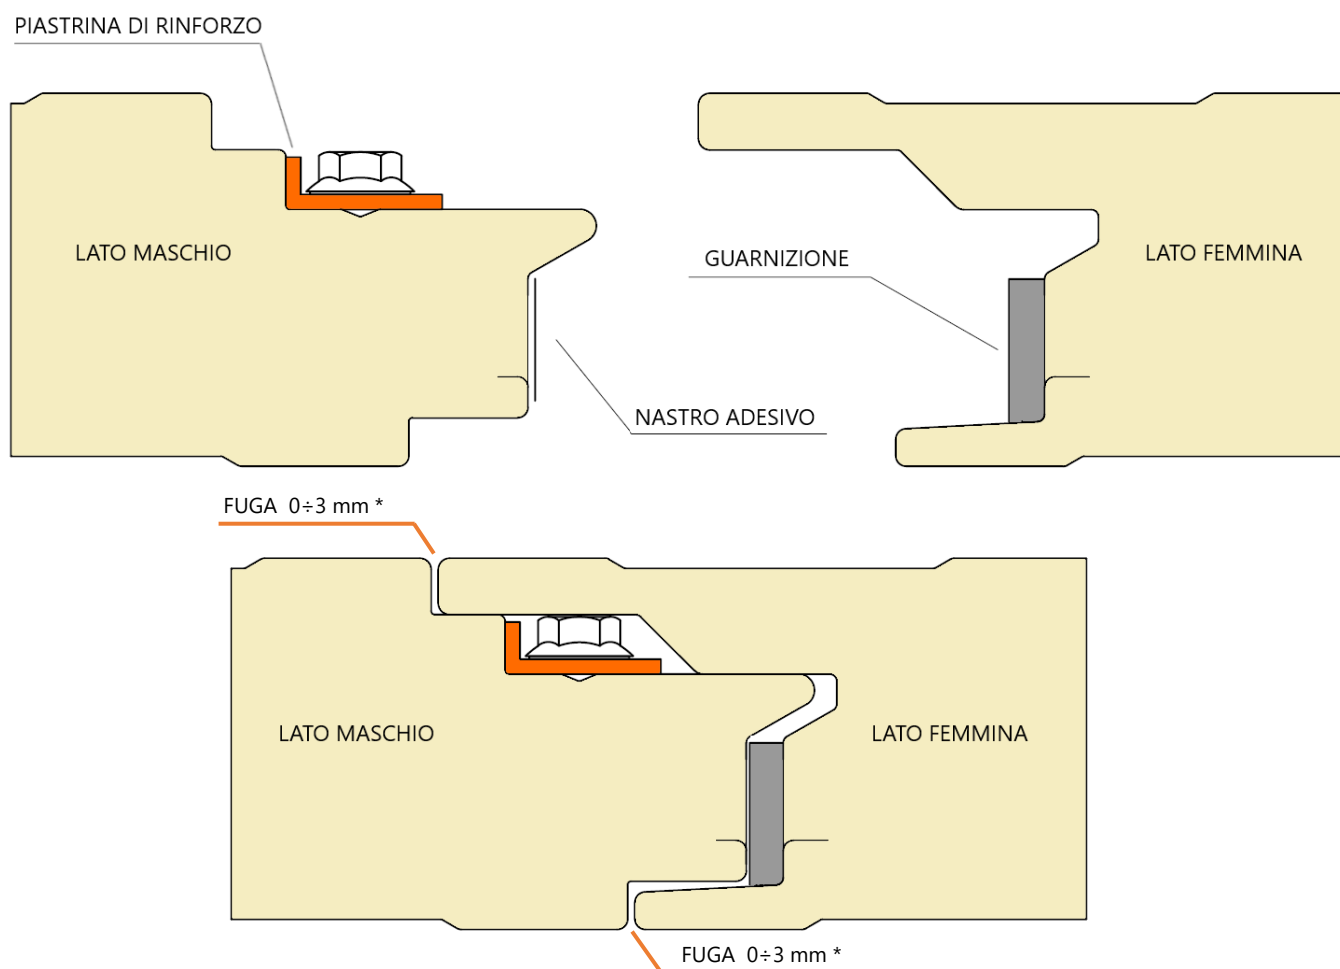 PIASTRINA DI RINFORZO
LATO MASCHIO
GUARNIZIONE
LATO FEMMINA
NASTRO ADESIVO
FUGA 0÷3 mm *
LATO MASCHIO
LATO FEMMINA
FUGA 0÷3 mm *